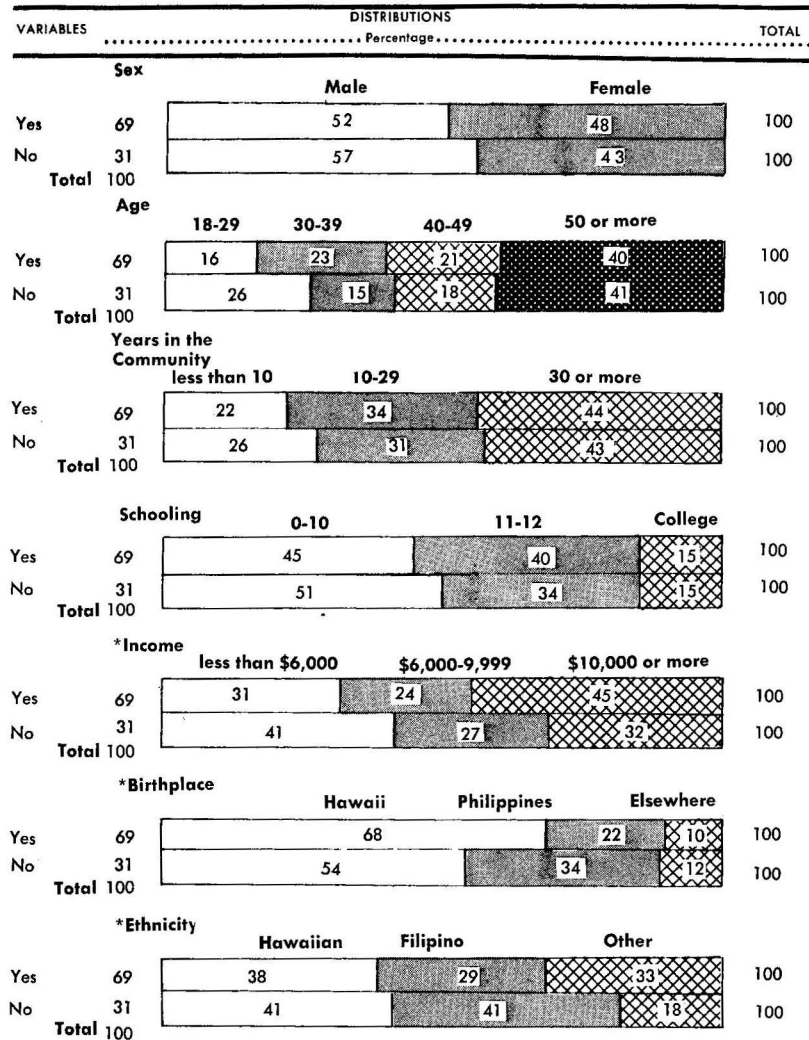 VARIABLES DISTRIBUTIONS TOTAL
Percentage
Sex
Male Female
Yes 69 52 48 100
No 31 57 43 100
Total 100
Age
18-29 30-39 40-49 50 or more
Yes 69 16 23 21 40 100
No 31 26 15 18 41 100
Total 100
Years in the
Community
less than 10 10-29 30 or more
Yes 69 22 34 44 100
No 31 26 31 43 100
Total 100
Schooling 0-10 11-12 College
Yes 69 45 40 15 100
No 31 51 34 15 100
Total 100
*Income
less than $6,000 $6,000-9,999 $10,000 or more
Yes 69 31 24 45 100
No 31 41 27 32 100
Total 100
*Birthplace
Hawaii Philippines Elsewhere
Yes 69 68 22 10 100
No 31 54 34 12 100
Total 100
*Ethnicity
Hawaiian Filipino Other
Yes 69 38 29 33 100
No 31 41 41 18 100
Total 100